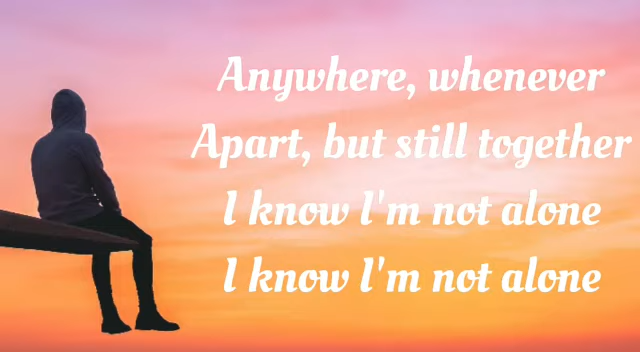 Anywhere, whenever
Apart, but still together
I know I'm not alone
I know I'm not alone